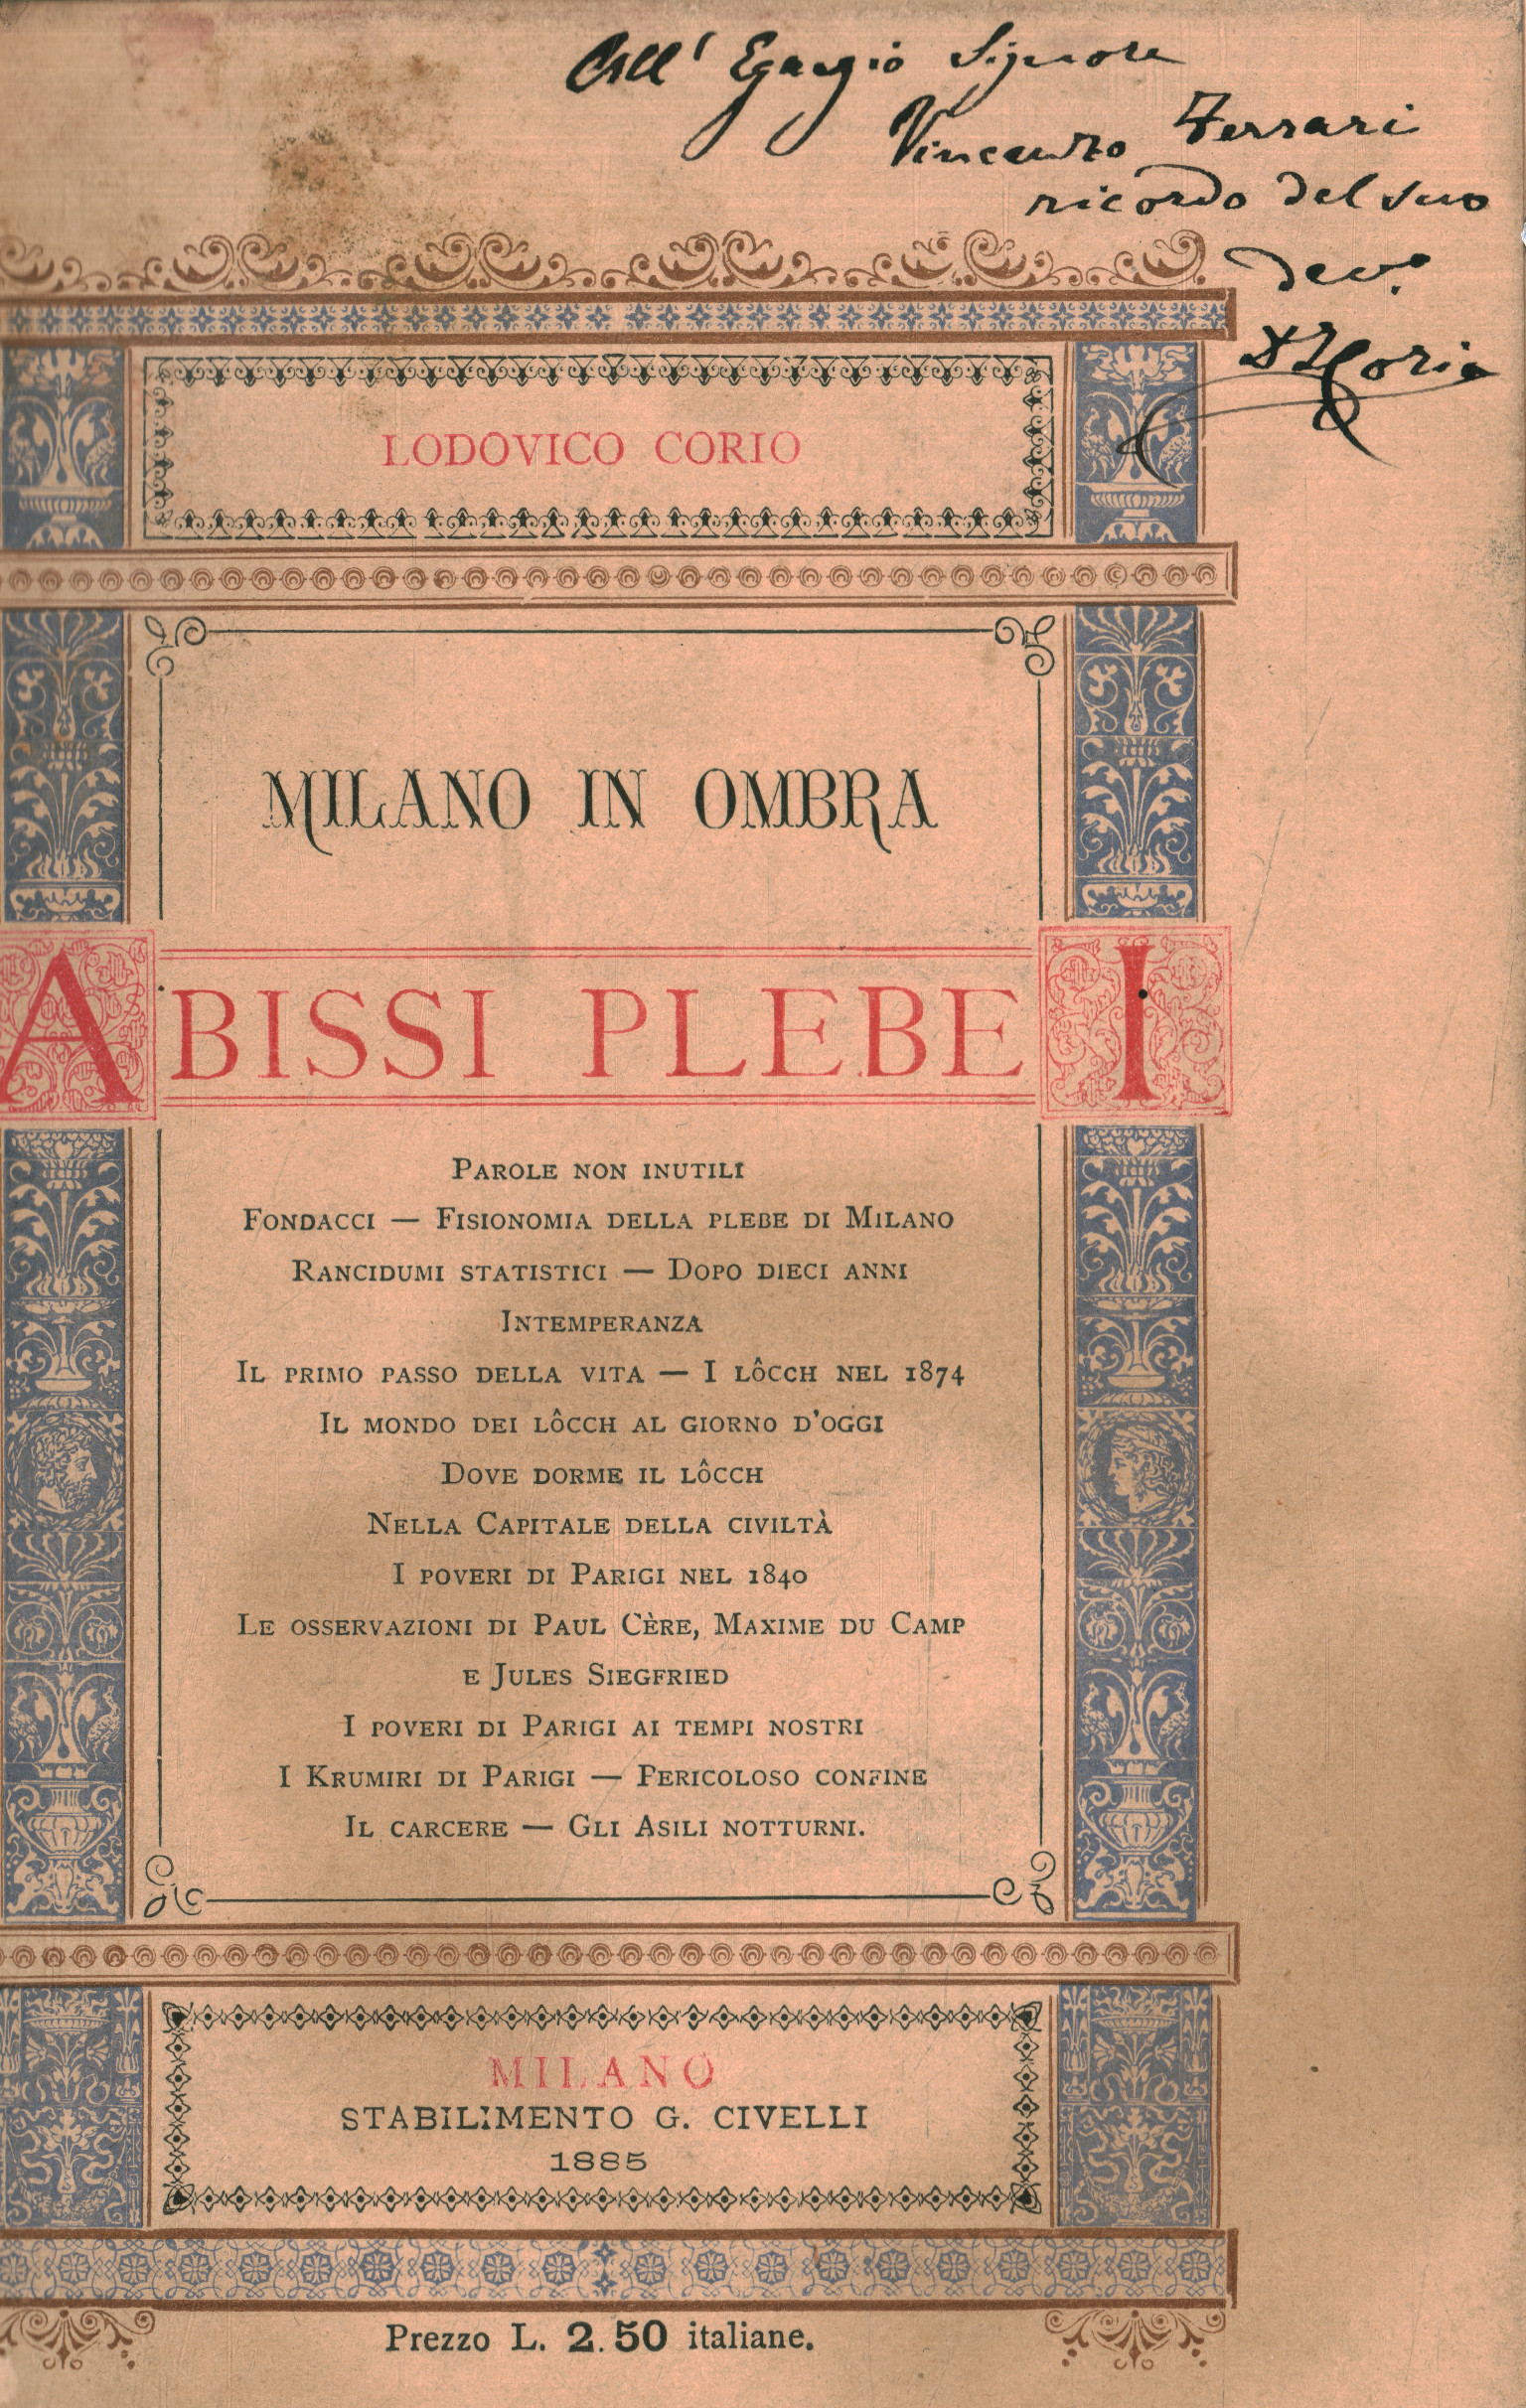 All' Egregio Signore
Vincenzo Ferrari
ricordo del suo
dev.º
LCorio
LODOVICO CORIO
MILANO IN OMBRA
ABISSI PLEBEI
PAROLE NON INUTILI
FONDACCI — FISIONOMIA DELLA PLEBE DI MILANO
RANCIDUMI STATISTICI — DOPO DIECI ANNI
INTEMPERANZA
IL PRIMO PASSO DELLA VITA — I LÔCCH NEL 1874
IL MONDO DEI LÔCCH AL GIORNO D'OGGI
DOVE DORME IL LÔCCH
NELLA CAPITALE DELLA CIVILTÀ
I POVERI DI PARIGI NEL 1840
LE OSSERVAZIONI DI PAUL CÈRE, MAXIME DU CAMP
E JULES SIEGFRIED
I POVERI DI PARIGI AI TEMPI NOSTRI
I KRUMIRI DI PARIGI — PERICOLOSO CONFINE
IL CARCERE — GLI ASILI NOTTURNI.
MILANO
STABILIMENTO G. CIVELLI
1885
Prezzo L. 2.50 italiane.